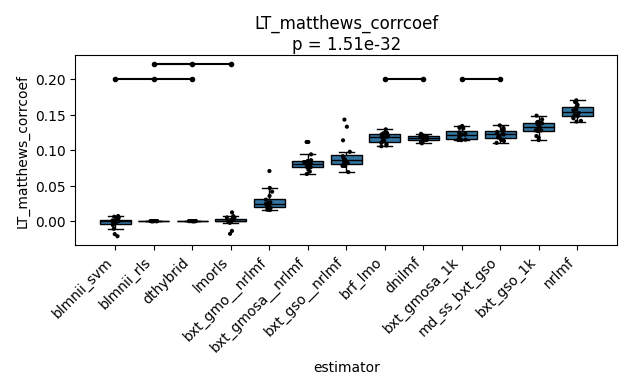 LT_matthews_corrcoef
p = 1.51e-32
LT_matthews_corrcoef
0.20
0.15
0.10
0.05
0.00
blmnii_svm
blmnii_rls
dthybrid
lmorls
bxt_gmo__nrlmf
bxt_gmosa__nrlmf
bxt_gso__nrlmf
brf_lmo
dnilmf
bxt_gmosa_1k
md_ss_bxt_gso
bxt_gso_1k
nrlmf
estimator